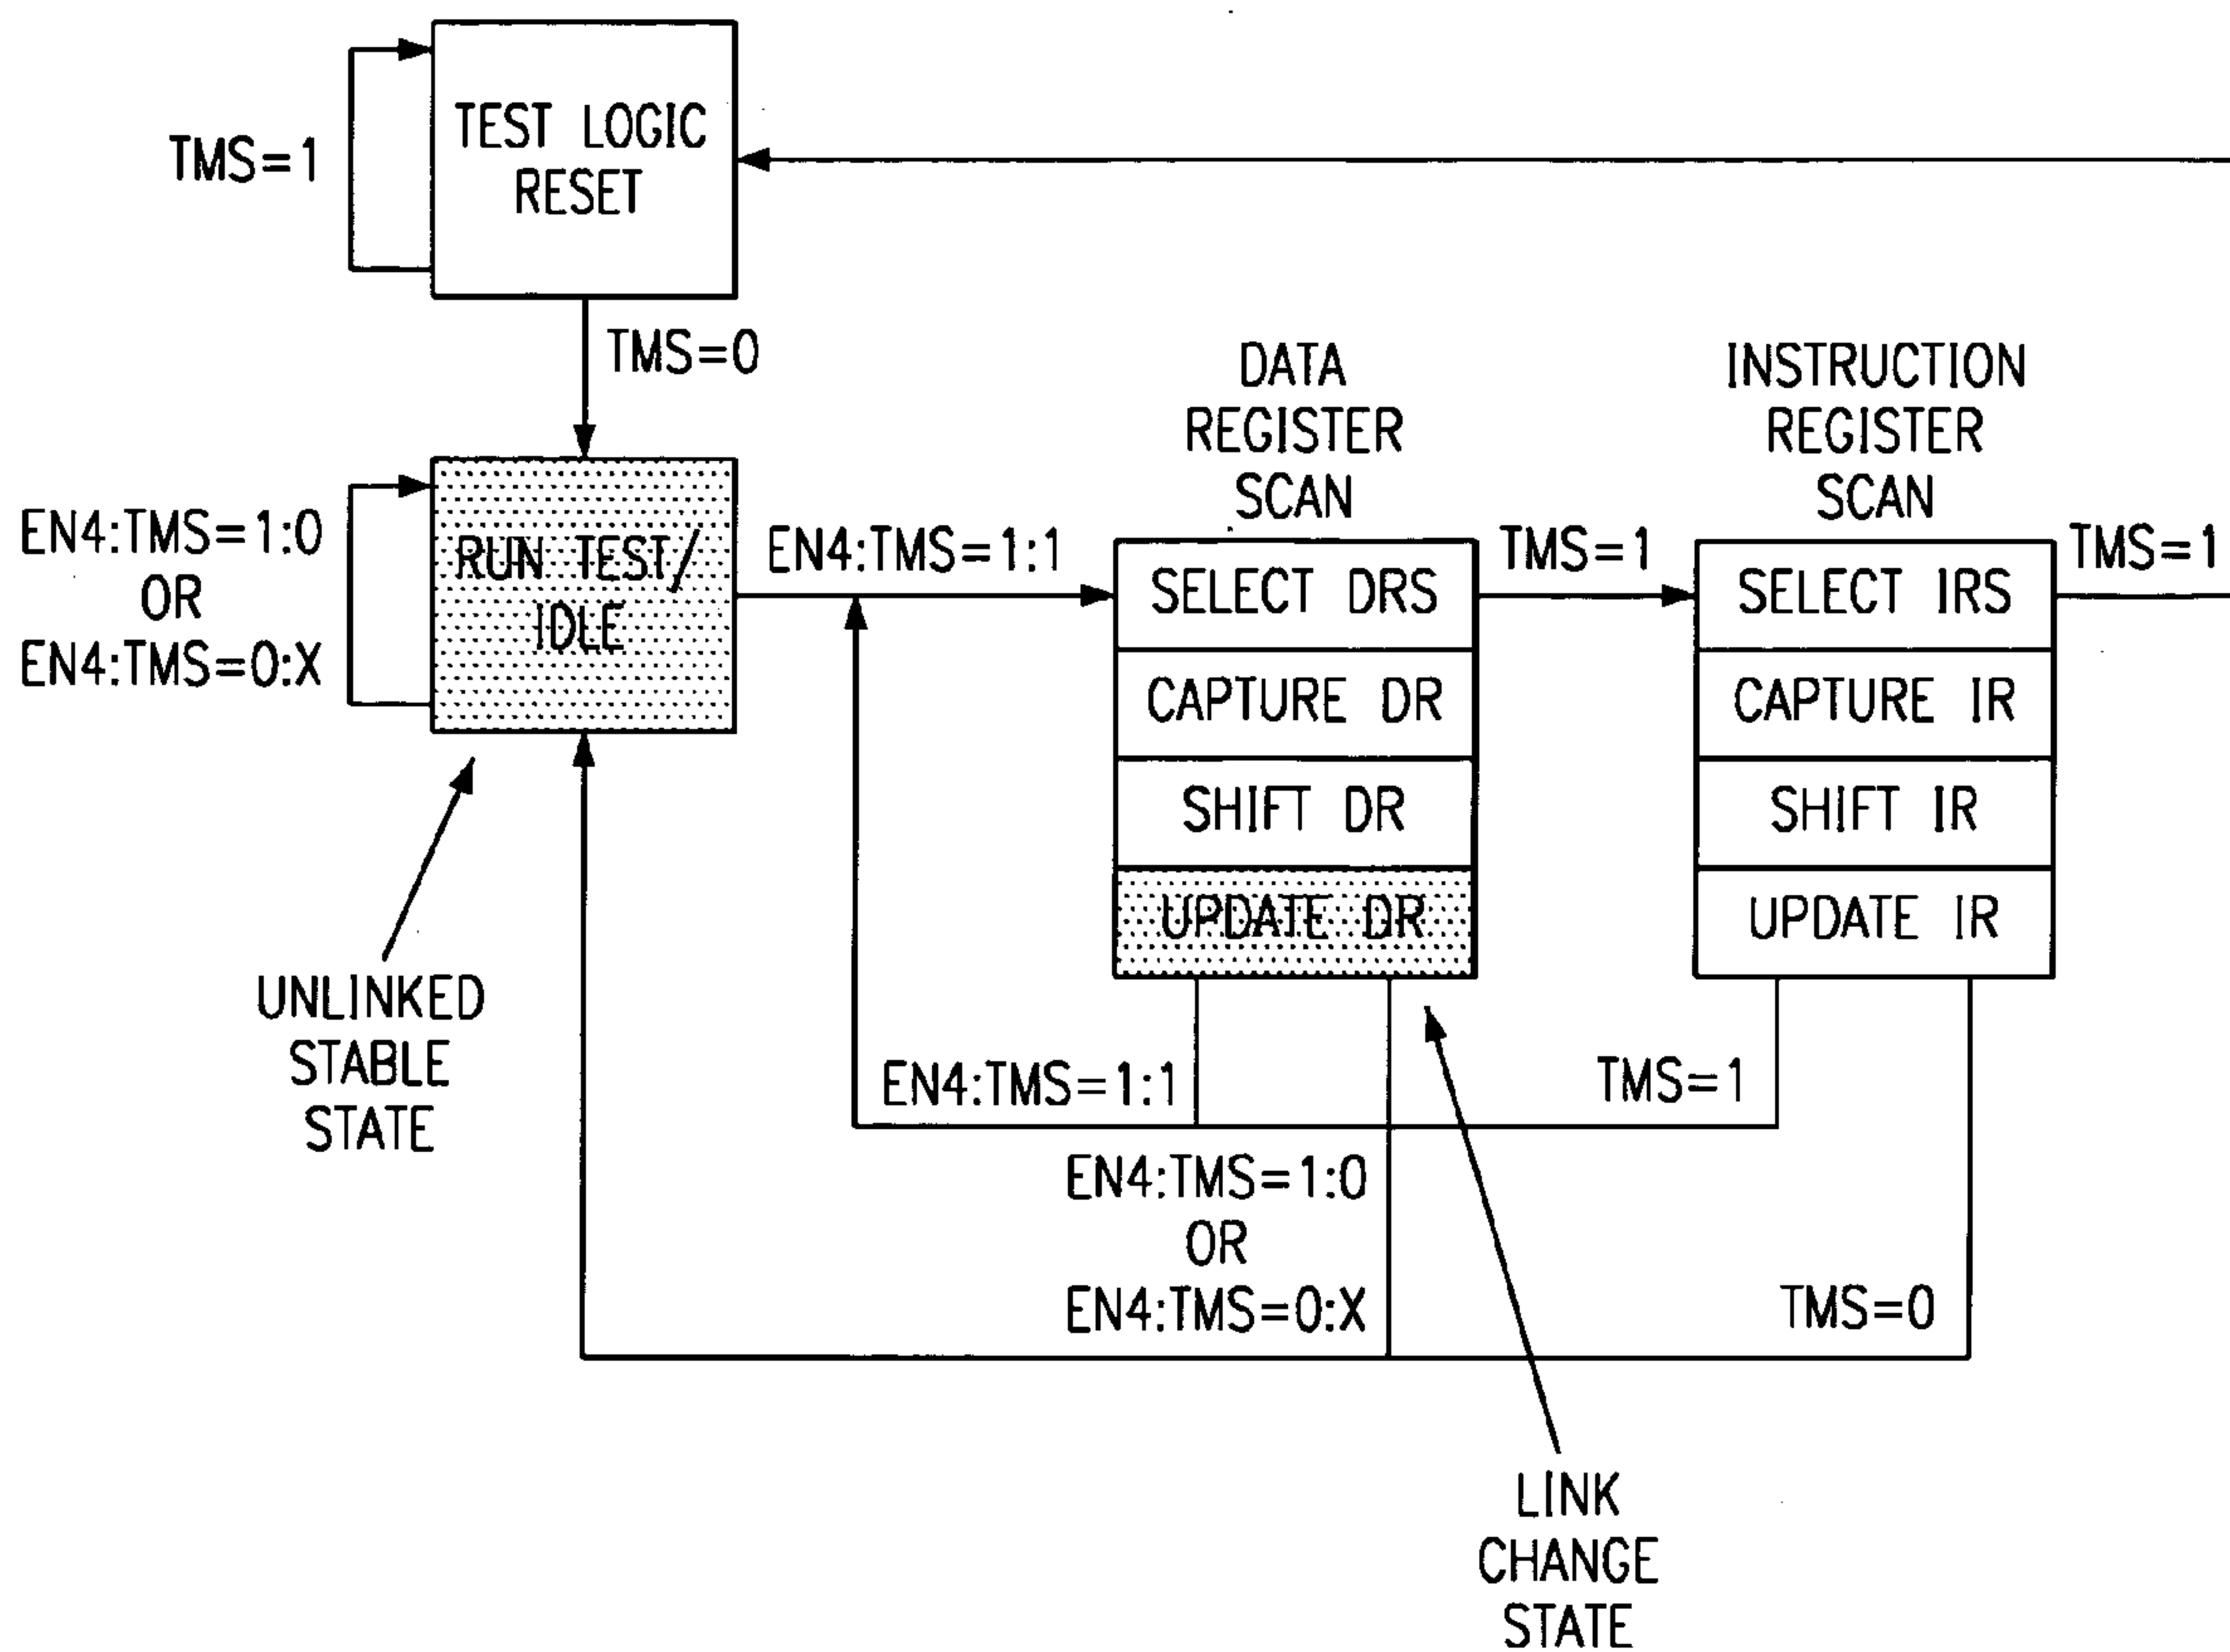 TEST LOGIC
RESET
TMS=1
TMS=0
RUN TEST/
IDLE
EN4:TMS=1:0
OR
EN4:TMS=0:X
EN4:TMS=1:1
DATA
REGISTER
SCAN
SELECT DRS
CAPTURE DR
SHIFT DR
UPDATE DR
TMS=1
INSTRUCTION
REGISTER
SCAN
SELECT IRS
CAPTURE IR
SHIFT IR
UPDATE IR
TMS=1
UNLINKED
STABLE
STATE
EN4:TMS=1:1
TMS=1
EN4:TMS=1:0
OR
EN4:TMS=0:X
TMS=0
LINK
CHANGE
STATE